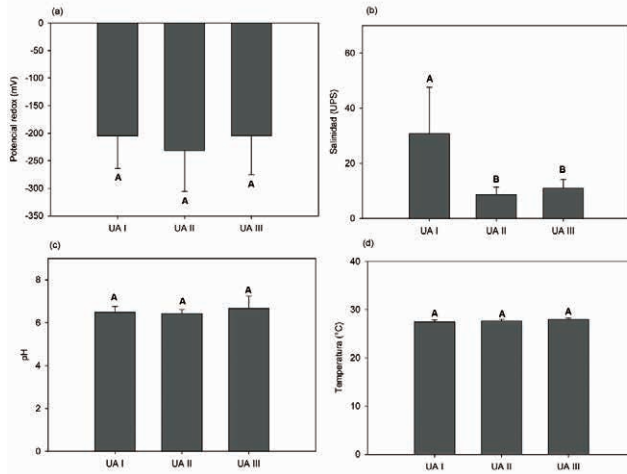 (a)
0
-50
-100
-150
-200
-250
-300
-350
Potencial redox (mV)
A
A
A
UA I
UA II
UA III
(b)
60
40
20
0
Salinidad (UPS)
A
B
B
UA I
UA II
UA III
(c)
8
6
4
2
0
pH
A
A
A
UA I
UA II
UA III
(d)
40
30
20
10
0
Temperatura (°C)
A
A
A
UA I
UA II
UA III